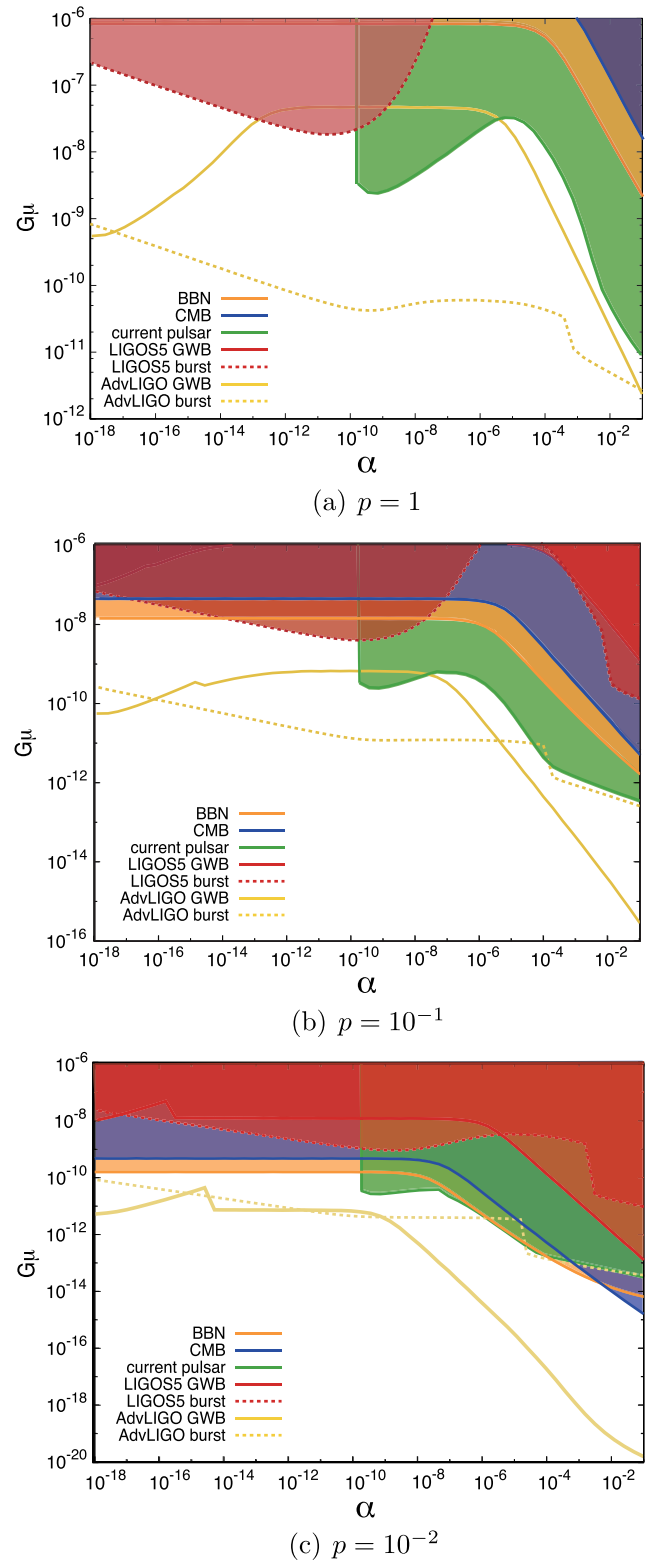 10⁻⁶
10⁻⁷
10⁻⁸
10⁻⁹
10⁻¹⁰
10⁻¹¹
10⁻¹²
Gμ
BBN
CMB
current pulsar
LIGOS5 GWB
LIGOS5 burst
AdvLIGO GWB
AdvLIGO burst
10⁻¹⁸ 10⁻¹⁶ 10⁻¹⁴ 10⁻¹² 10⁻¹⁰ 10⁻⁸ 10⁻⁶ 10⁻⁴ 10⁻²
α
(a) p = 1
10⁻⁶
10⁻⁸
10⁻¹⁰
10⁻¹²
10⁻¹⁴
10⁻¹⁶
Gμ
BBN
CMB
current pulsar
LIGOS5 GWB
LIGOS5 burst
AdvLIGO GWB
AdvLIGO burst
10⁻¹⁸ 10⁻¹⁶ 10⁻¹⁴ 10⁻¹² 10⁻¹⁰ 10⁻⁸ 10⁻⁶ 10⁻⁴ 10⁻²
α
(b) p = 10⁻¹
10⁻⁶
10⁻⁸
10⁻¹⁰
10⁻¹²
10⁻¹⁴
10⁻¹⁶
10⁻¹⁸
10⁻²⁰
Gμ
BBN
CMB
current pulsar
LIGOS5 GWB
LIGOS5 burst
AdvLIGO GWB
AdvLIGO burst
10⁻¹⁸ 10⁻¹⁶ 10⁻¹⁴ 10⁻¹² 10⁻¹⁰ 10⁻⁸ 10⁻⁶ 10⁻⁴ 10⁻²
α
(c) p = 10⁻²